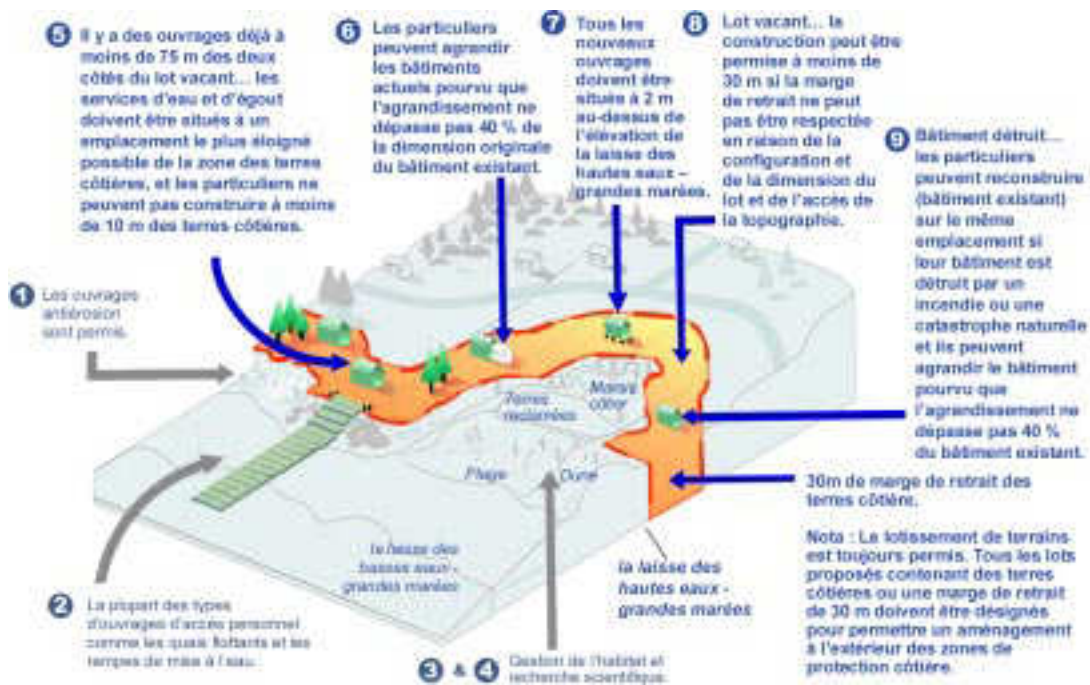 5 Il y a des ouvrages déjà à
moins de 75 m des deux
côtés du lot vacant... les
services d'eau et d'égout
doivent être situés à un
emplacement le plus éloigné
possible de la zone des terres
côtières, et les particuliers ne
peuvent pas construire à moins
de 10 m des terres côtières.
6 Les particuliers
peuvent agrandir
les bâtiments
actuels pourvu que
l'agrandissement ne
dépasse pas 40 % de
la dimension originale
du bâtiment existant.
7 Tous les
nouveaux
ouvrages
doivent être
situés à 2 m
au-dessus de
l'élévation de
la laisse des
hautes eaux –
grandes marées.
8 Lot vacant... la
construction peut être
permise à moins de
30 m si la marge
de retrait ne peut
pas être respectée
en raison de la
configuration et
de la dimension du
lot et de l'accès de
la topographie.
9 Bâtiment détruit...
les particuliers
peuvent reconstruire
(bâtiment existant)
sur le même
emplacement si
leur bâtiment est
détruit par un
incendie ou une
catastrophe naturelle
et ils peuvent
agrandir le bâtiment
pourvu que
l'agrandissement ne
dépasse pas 40 %
du bâtiment existant.
1 Les ouvrages
antiérosion
sont permis.
Terres
Marais
côtier
Plage
Dune
30m de marge de retrait des
terres côtière.
Nota : Le lotissement de terrains
est toujours permis. Tous les lots
proposés contenant des terres
côtières ou une marge de retrait
de 30 m doivent être désignés
pour permettre un aménagement
à l'extérieur des zones de
protection côtière.
la laisse des
basses eaux -
grandes marées
la laisse des
hautes eaux -
grandes marées
2 La plupart des types
d'ouvrages d'accès personnel
comme les quais flottants et les
rampes de mise à l'eau.
3 & 4 Gestion de l'habitat et
recherche scientifique.